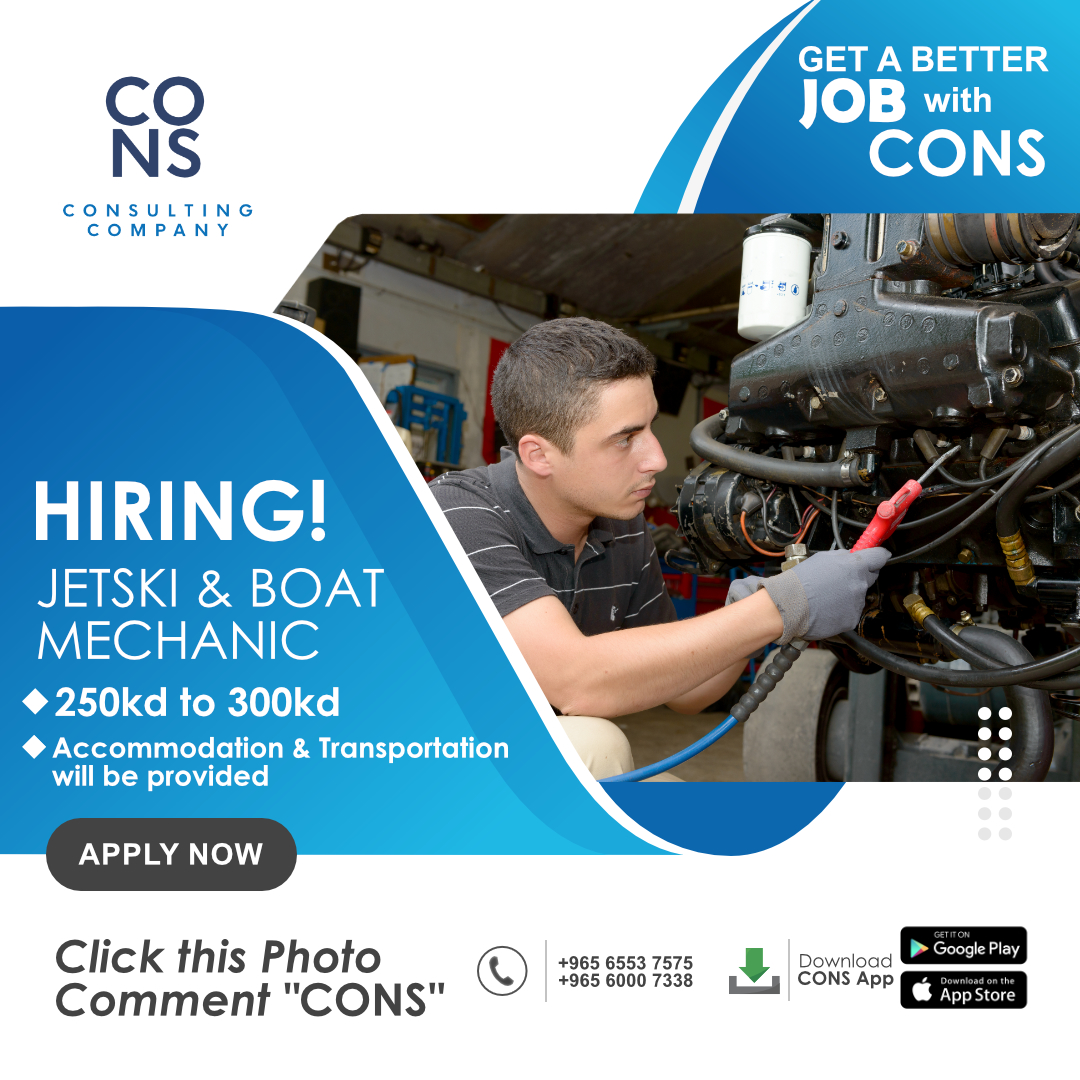 CO
NS
CONSULTING
COMPANY
GET A BETTER
JOB with
CONS
HIRING!
JETSKI & BOAT
MECHANIC
250kd to 300kd
Accommodation & Transportation
will be provided
APPLY NOW
Click this Photo
Comment "CONS"
+965 6553 7575
+965 6000 7338
Download
CONS App
GET IT ON
Google Play
Download on the
App Store